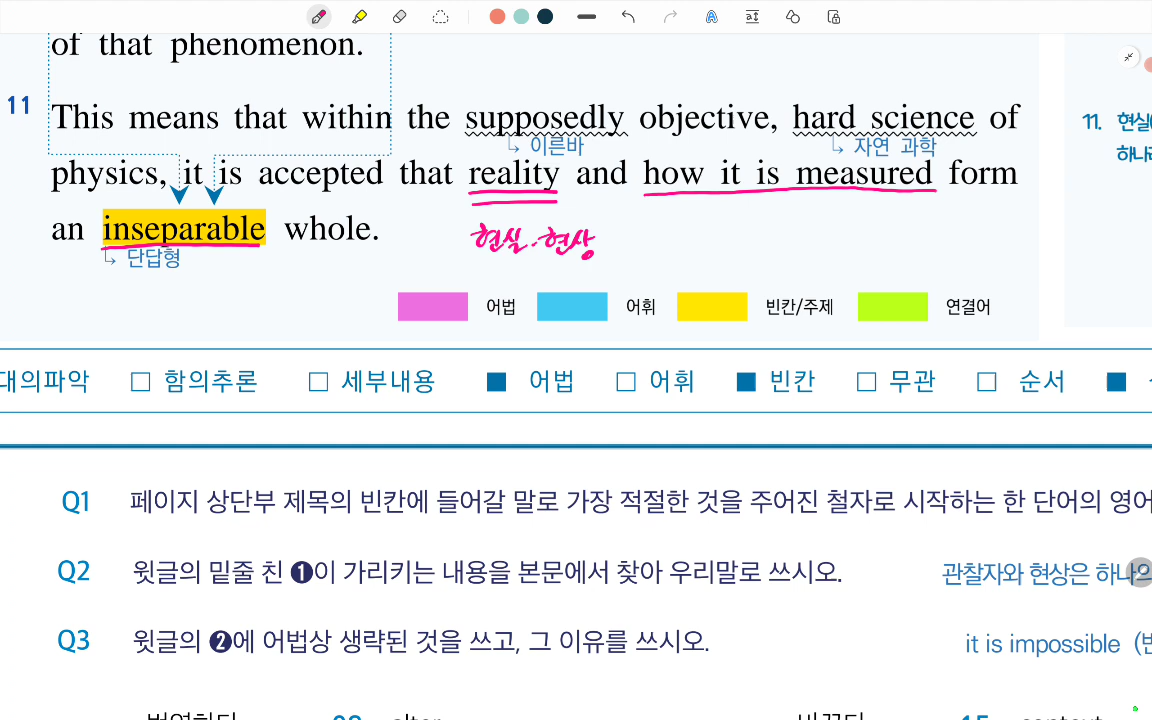 of that phenomenon.
11 This means that within the supposedly objective, hard science of
↳ 이른바 ↳ 자연 과학
physics, it is accepted that reality and how it is measured form
an inseparable whole.
현실·현상
↳ 단답형
11. 현실
하나
어법 어휘 빈칸/주제 연결어
대의파악 □ 함의추론 □ 세부내용 ■ 어법 □ 어휘 ■ 빈칸 □ 무관 □ 순서 ■
Q1 페이지 상단부 제목의 빈칸에 들어갈 말로 가장 적절한 것을 주어진 철자로 시작하는 한 단어의 영어
Q2 윗글의 밑줄 친 ❶이 가리키는 내용을 본문에서 찾아 우리말로 쓰시오. 관찰자와 현상은 하나의
Q3 윗글의 ❷에 어법상 생략된 것을 쓰고, 그 이유를 쓰시오. it is impossible